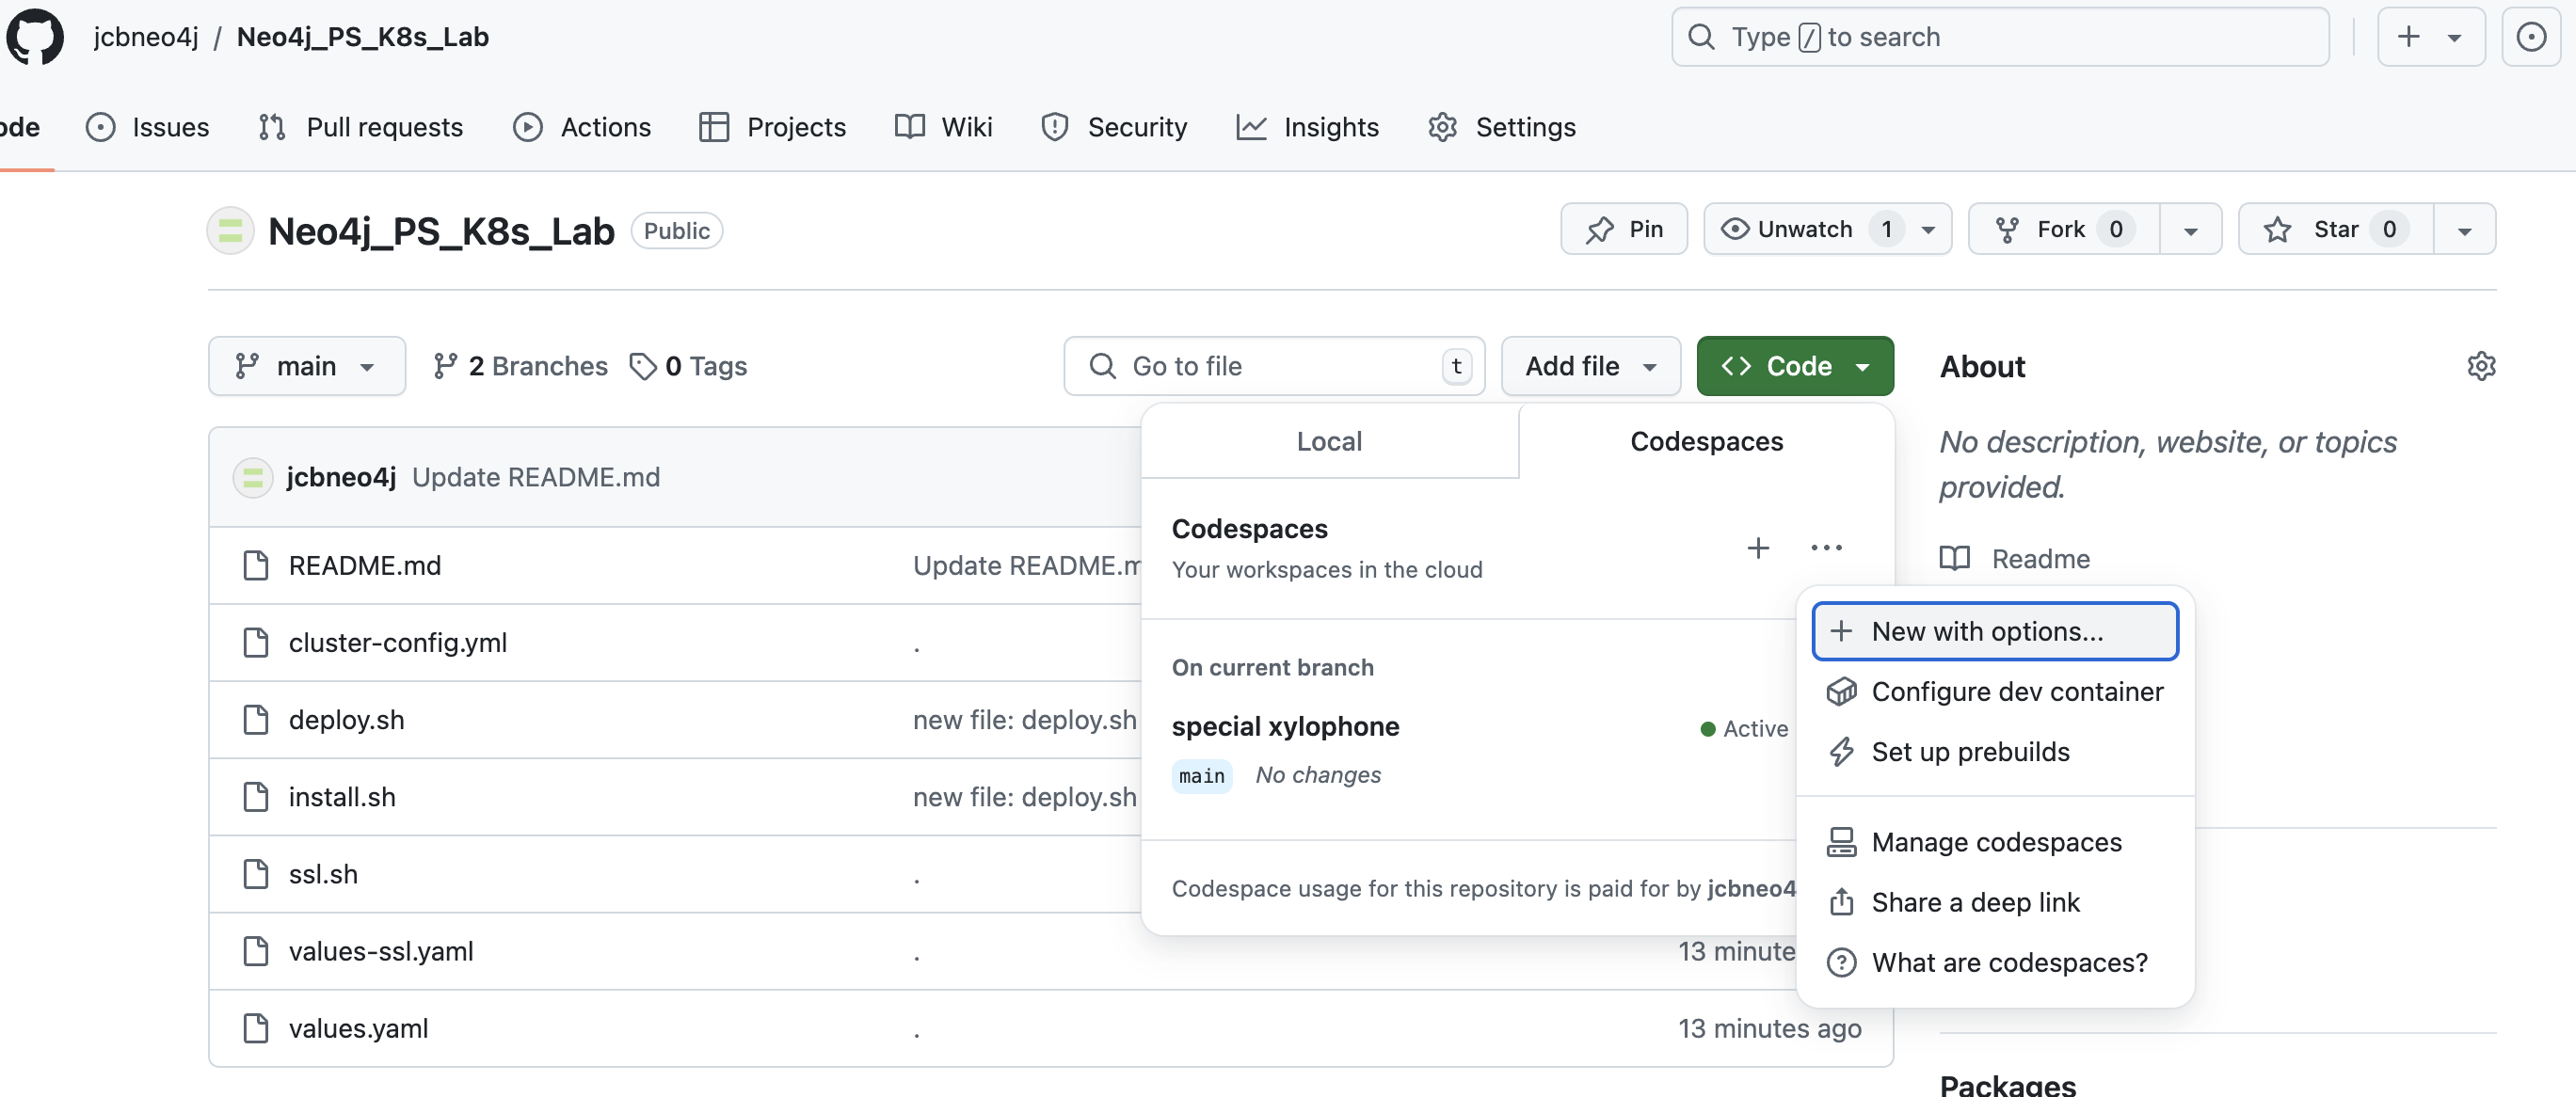 jcbneo4j / Neo4j_PS_K8s_Lab
Type / to search
ode Issues Pull requests Actions Projects Wiki Security Insights Settings
Neo4j_PS_K8s_Lab Public
Pin Unwatch 1 Fork 0 Star 0
main 2 Branches 0 Tags
Go to file t Add file Code
About
No description, website, or topics
provided.
Readme
Packages
jcbneo4j Update README.md
README.md Update README.m
cluster-config.yml .
deploy.sh new file: deploy.sh
install.sh new file: deploy.sh
ssl.sh .
values-ssl.yaml . 13 minute
values.yaml . 13 minutes ago
Local Codespaces
Codespaces
Your workspaces in the cloud
On current branch
special xylophone Active
main No changes
Codespace usage for this repository is paid for by jcbneo4
New with options...
Configure dev container
Set up prebuilds
Manage codespaces
Share a deep link
What are codespaces?